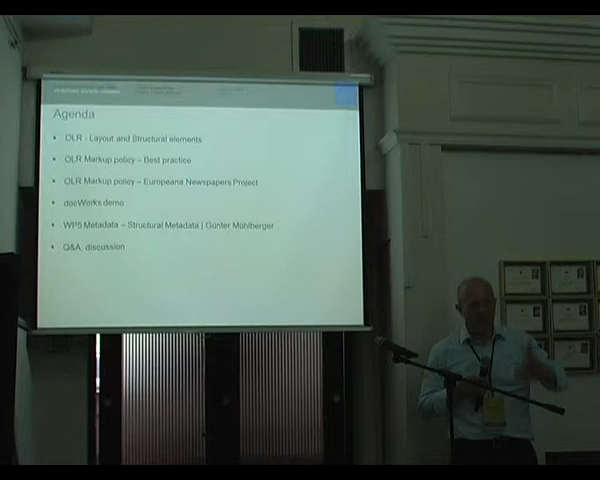 Agenda
• OLR - Layout and Structural elements
• OLR Markup policy – Best practice
• OLR Markup policy – Europeana Newspapers Project
• docWorks demo
• WP5 Metadata – Structural Metadata | Günter Mühlberger
• Q&A, discussion